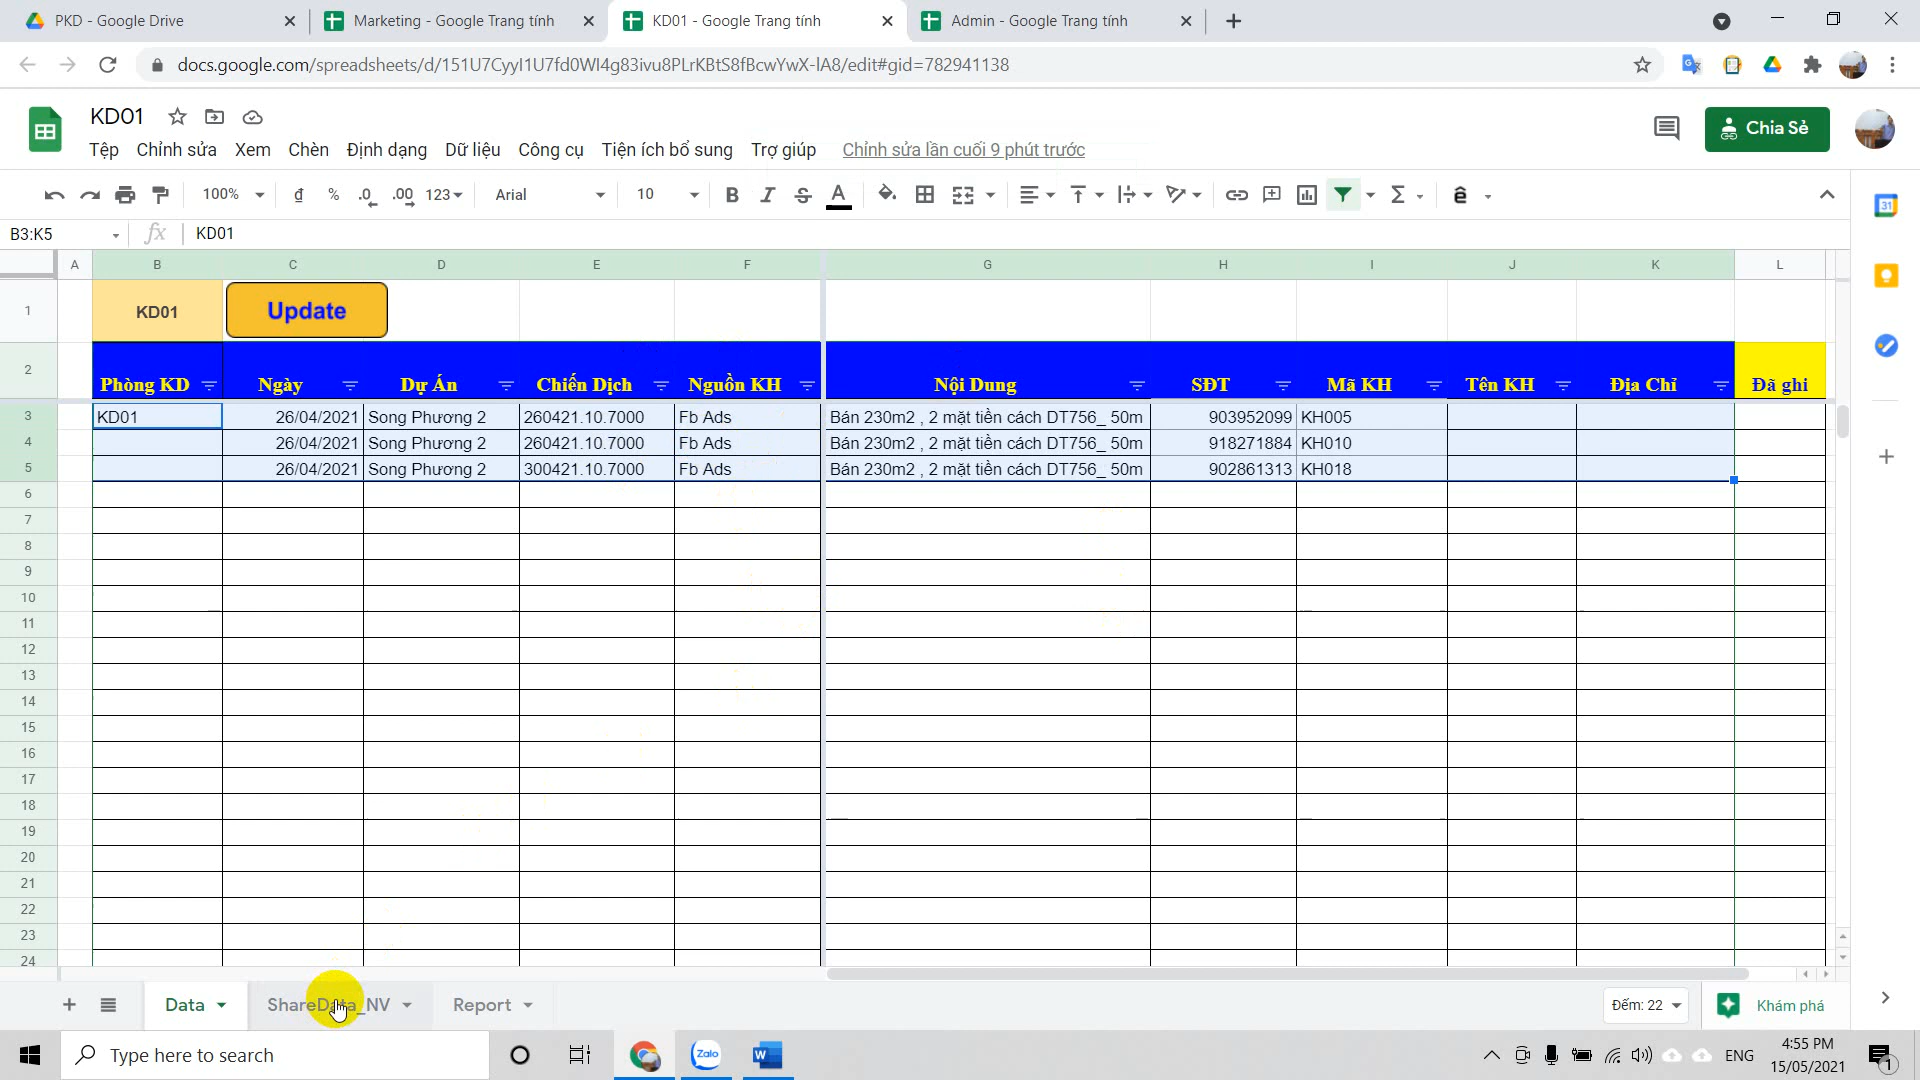 PKD - Google Drive
Marketing - Google Trang tính
KD01 - Google Trang tính
Admin - Google Trang tính
docs.google.com/spreadsheets/d/151U7CyyI1U7fd0WI4g83ivu8PLrKBtS8fBcwYwX-lA8/edit#gid=782941138
KD01
Tệp Chỉnh sửa Xem Chèn Định dạng Dữ liệu Công cụ Tiện ích bổ sung Trợ giúp Chỉnh sửa lần cuối 9 phút trước
Chia Sẻ
100% đ % .0 .00 123 Arial 10 B I S A Σ ê
31
B3:K5 fx KD01
A B C D E F G H I J K L
1 KD01 Update
2 Phòng KD Ngày Dự Án Chiến Dịch Nguồn KH Nội Dung SĐT Mã KH Tên KH Địa Chỉ Đã ghi
3 KD01 26/04/2021 Song Phương 2 260421.10.7000 Fb Ads Bán 230m2 , 2 mặt tiền cách DT756_ 50m 903952099 KH005
4 26/04/2021 Song Phương 2 260421.10.7000 Fb Ads Bán 230m2 , 2 mặt tiền cách DT756_ 50m 918271884 KH010
5 26/04/2021 Song Phương 2 300421.10.7000 Fb Ads Bán 230m2 , 2 mặt tiền cách DT756_ 50m 902861313 KH018
6
7
8
9
10
11
12
13
14
15
16
17
18
19
20
21
22
23
24
Data ShareData_NV Report Đếm: 22 Khám phá
Type here to search
Zalo
W
ENG
4:55 PM
15/05/2021
1